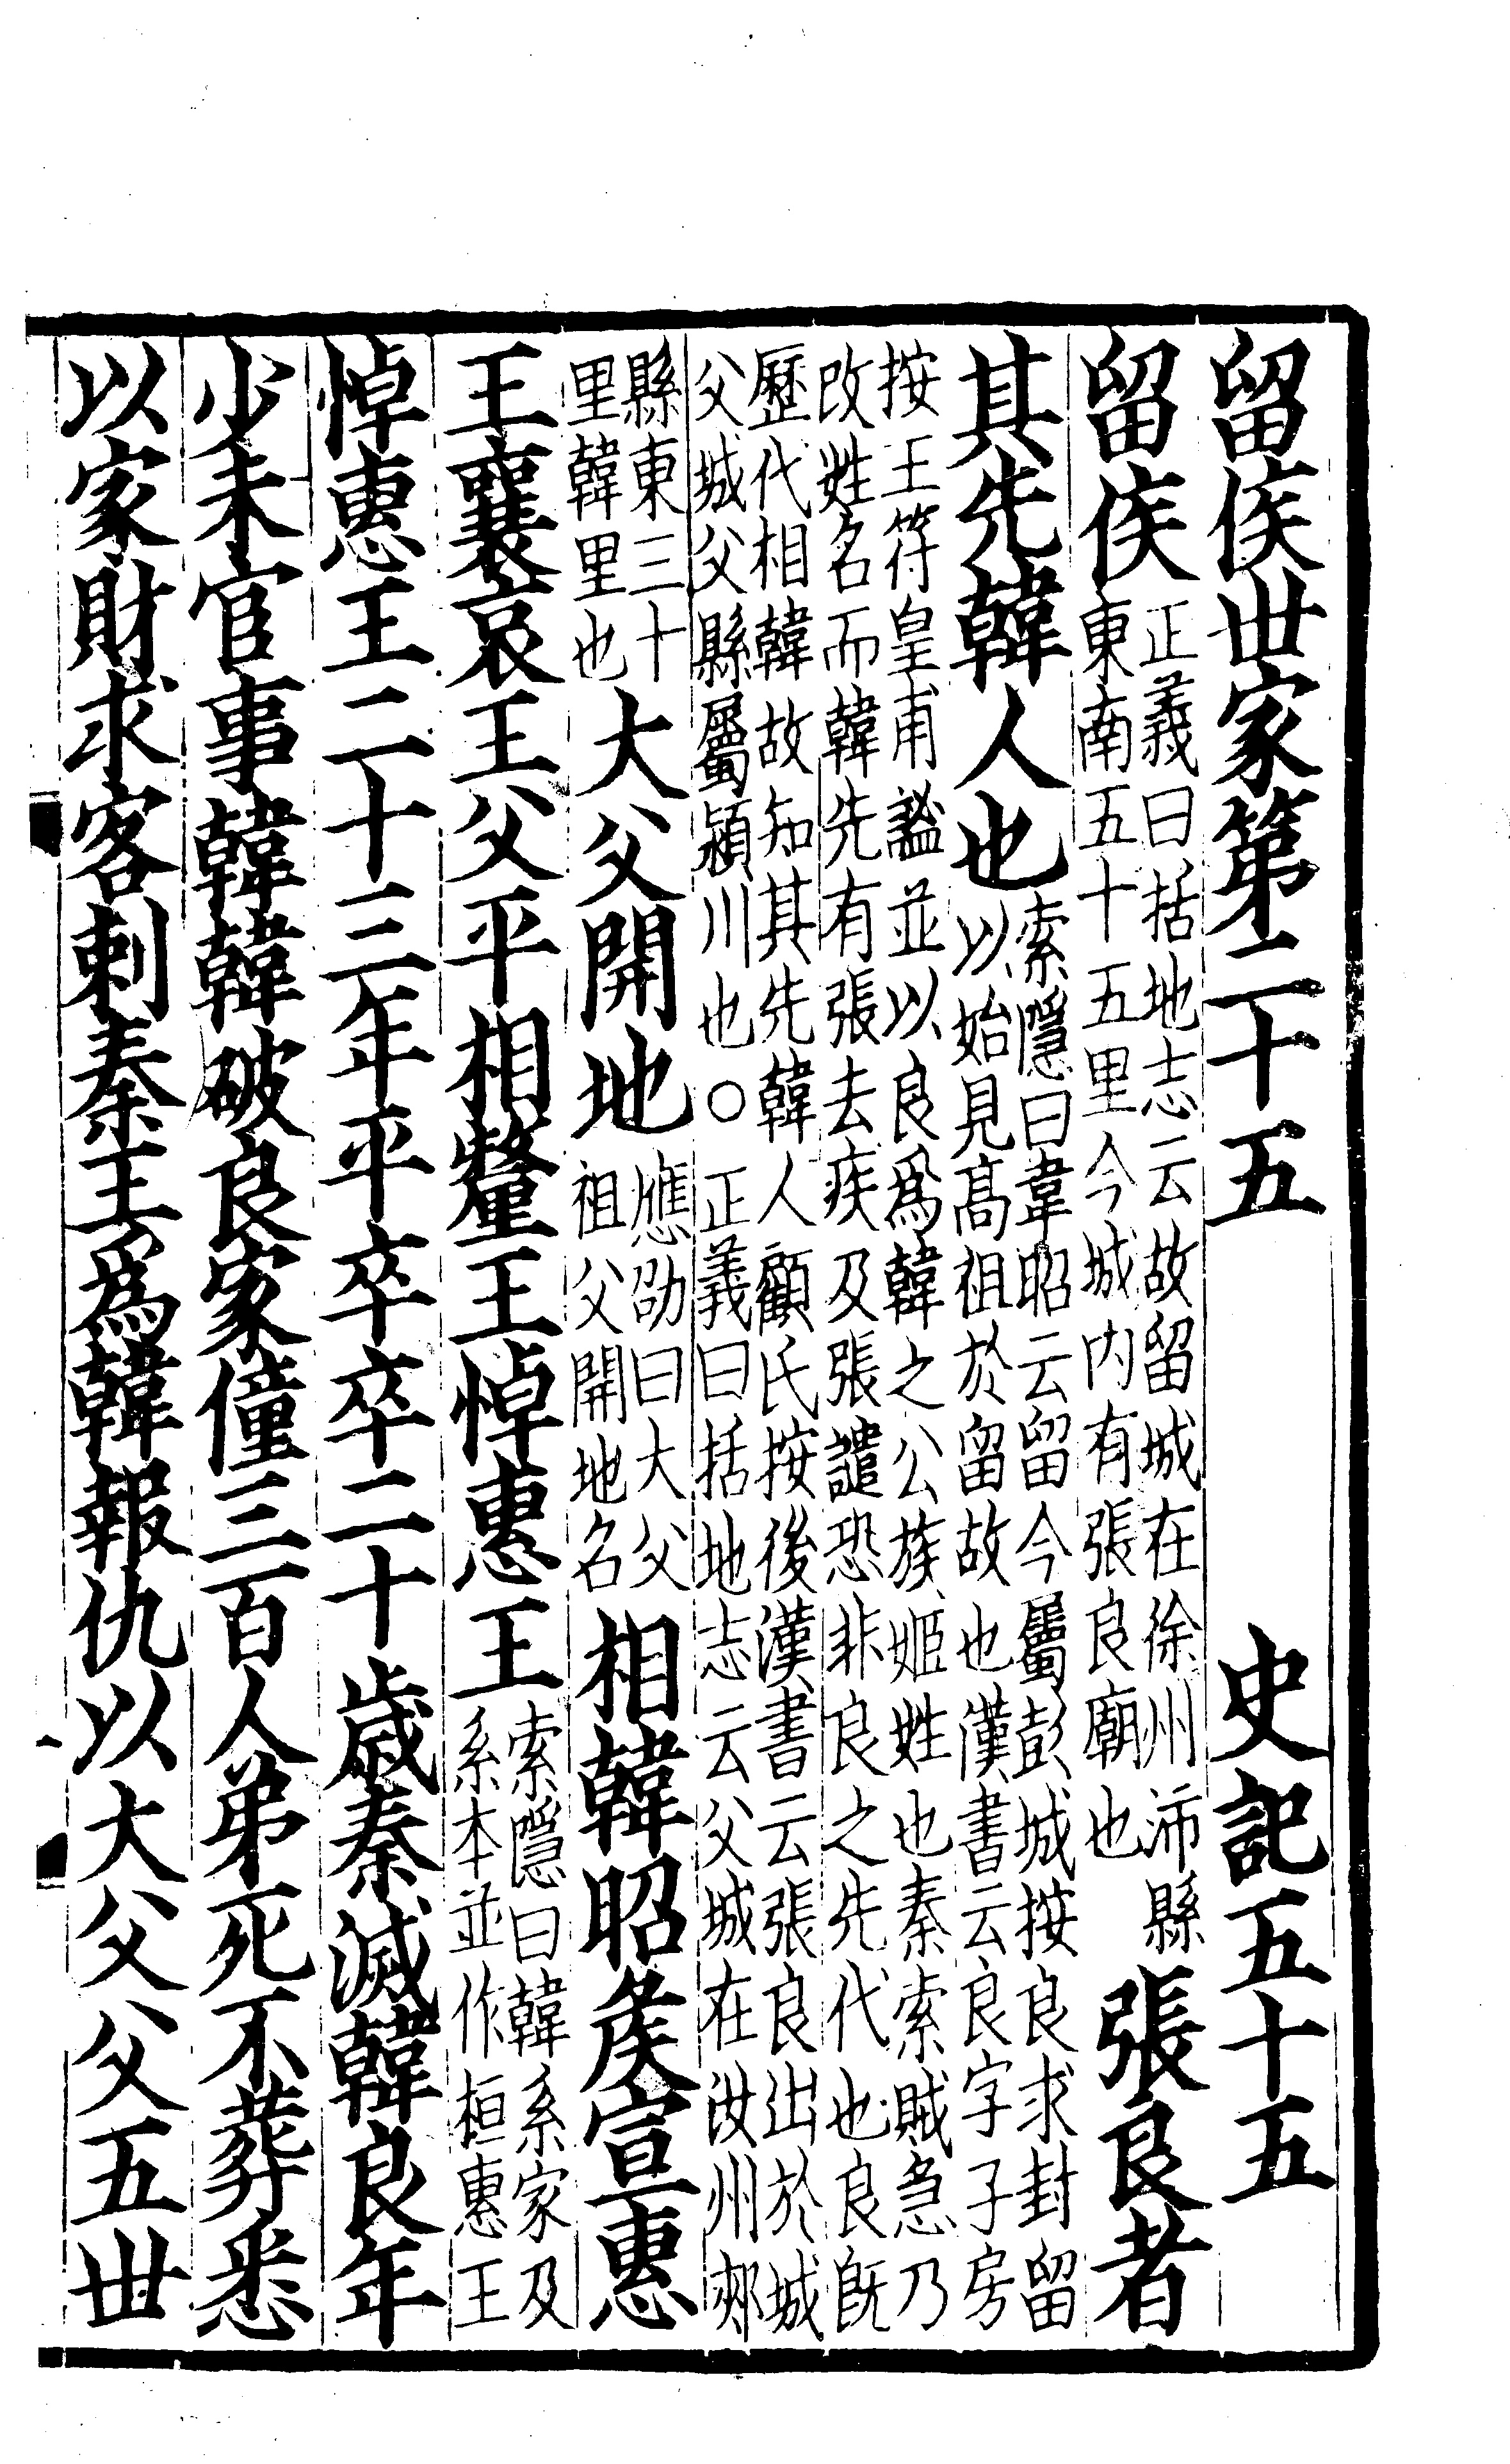 留侯世家第二十五　史記五十五
留侯正義曰括地志云故留城在徐州沛縣東南五十五里今城内有張良廟也張良者
其先韓人也索隱曰韋昭云留今屬彭城按良求封留以始見高祖於留故也漢書云良字子房
按王符皇甫謐並以良爲韓之公族姬姓也秦索賊急乃改姓名而韓先有張去疾及張譴恐非良之先代也良既
歷代相韓故知其先韓人顧氏按後漢書云張良出於城父城父縣屬潁川也○正義曰括地志云父城在汝州郟
縣東三十里韓里也大父開地應劭曰大父祖父開地名相韓昭侯宣惠
王襄哀王父平相釐王悼惠王索隱曰韓系家及系本並作桓惠王
悼惠王二十三年平卒卒二十歲秦滅韓良年
少未官事韓韓破良家僮三百人弟死不葬悉
以家財求客刺秦王爲韓報仇以大父父五世